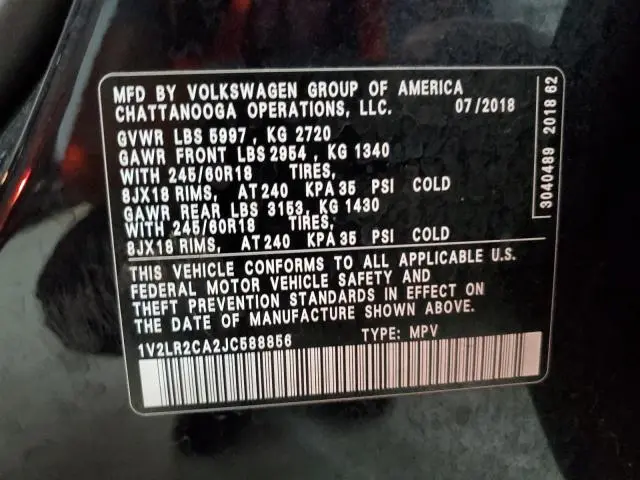 MFD BY VOLKSWAGEN GROUP OF AMERICA
CHATTANOOGA OPERATIONS, LLC. 07/2018
GVWR LBS 5997, KG 2720
GAWR FRONT LBS 2954, KG 1340
WITH 245/60R18 TIRES,
8JX18 RIMS, AT 240 KPA 35 PSI COLD
GAWR REAR LBS 3153, KG 1430
WITH 245/60R18 TIRES,
8JX18 RIMS, AT 240 KPA 35 PSI COLD
THIS VEHICLE CONFORMS TO ALL APPLICABLE U.S.
FEDERAL MOTOR VEHICLE SAFETY AND
THEFT PREVENTION STANDARDS IN EFFECT ON
THE DATE OF MANUFACTURE SHOWN ABOVE.
1V2LR2CA2JC588856 TYPE: MPV
3040489 2018 62